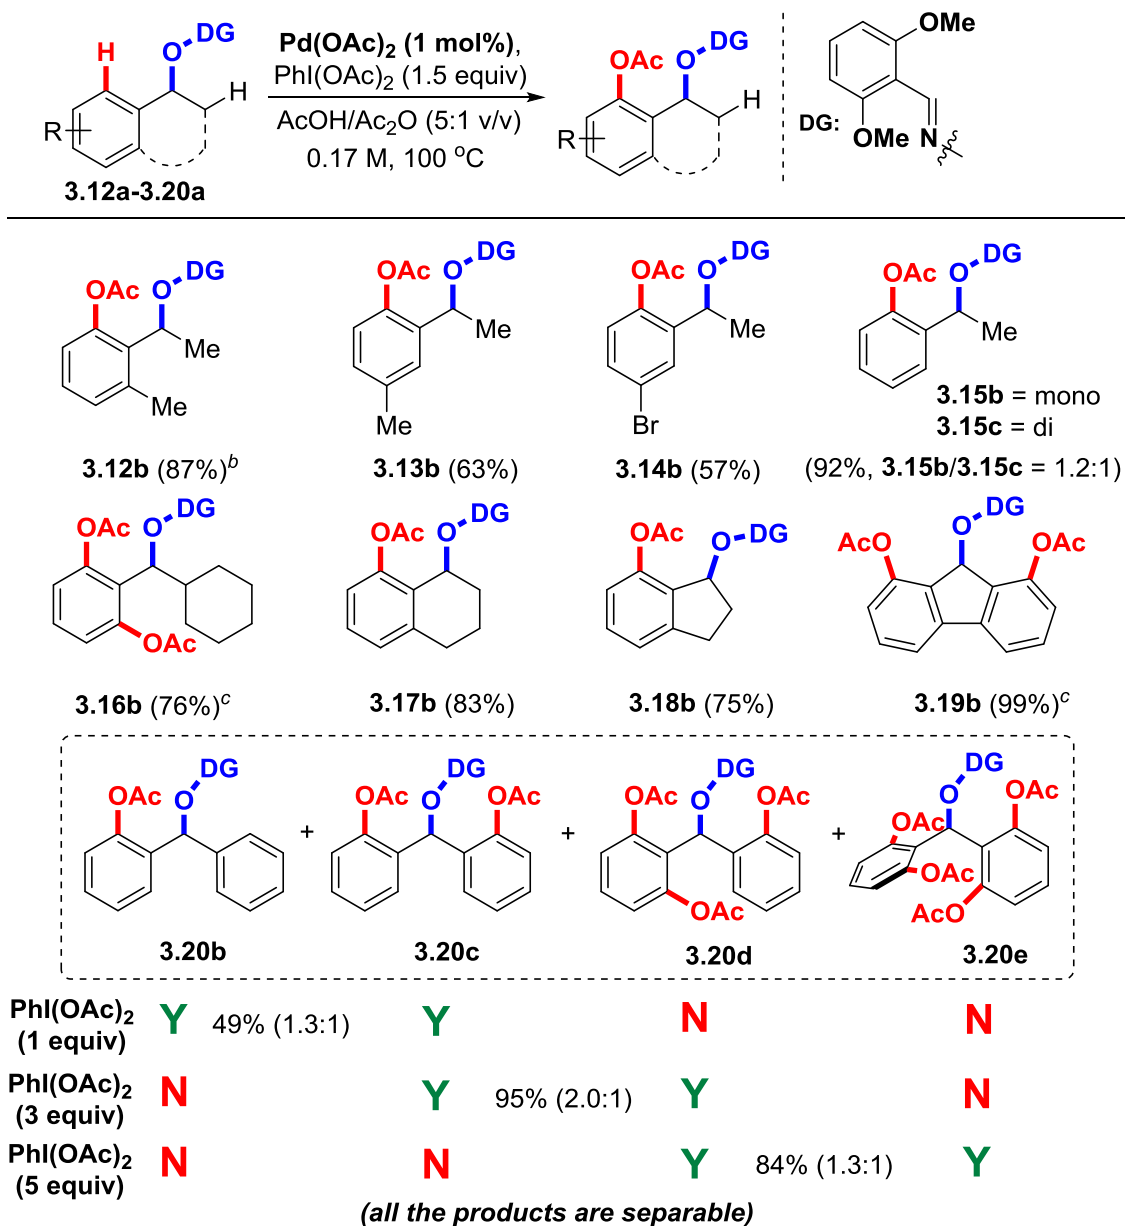 H O DG
Pd(OAc)2 (1 mol%),
PhI(OAc)2 (1.5 equiv)
AcOH/Ac2O (5:1 v/v)
0.17 M, 100 oC
R H
3.12a-3.20a
OAc O DG
R H
DG:
OMe
OMe N
OAc O DG
Me
Me
3.12b (87%)b
OAc O DG
Me
Me
3.13b (63%)
OAc O DG
Me
Br
3.14b (57%)
OAc O DG
Me
3.15b = mono
3.15c = di
(92%, 3.15b/3.15c = 1.2:1)
OAc O DG
OAc
3.16b (76%)c
OAc O DG
3.17b (83%)
OAc O DG
3.18b (75%)
AcO O DG OAc
3.19b (99%)c
OAc O DG
3.20b
+
OAc O DG OAc
3.20c
+
OAc O DG OAc
OAc
3.20d
+
DG
O OAc
OAc
OAc
AcO
3.20e
PhI(OAc)2
(1 equiv)
Y 49% (1.3:1) Y N N
PhI(OAc)2
(3 equiv)
N Y 95% (2.0:1) Y N
PhI(OAc)2
(5 equiv)
N N Y 84% (1.3:1) Y
(all the products are separable)